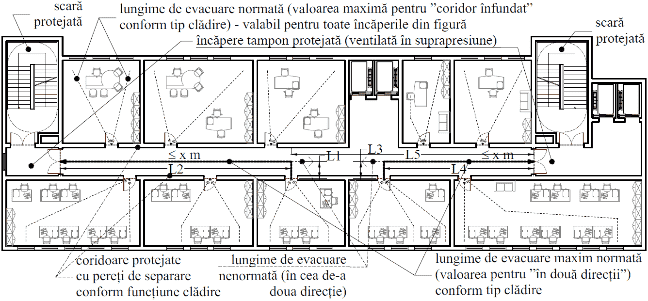 scară
protejată
lungime de evacuare normată (valoarea maximă pentru ”coridor înfundat”
conform tip clădire) - valabil pentru toate încăperile din figură
încăpere tampon protejată (ventilată în suprapresiune)
scară
protejată
≤ x m
L1
L3
L5
≤ x m
L2
L4
coridoare protejate
cu pereți de separare
conform funcțiune clădire
lungime de evacuare
nenormată (în cea de-a
doua direcție)
lungime de evacuare maxim normată
(valoarea pentru ”în două direcții”)
conform tip clădire